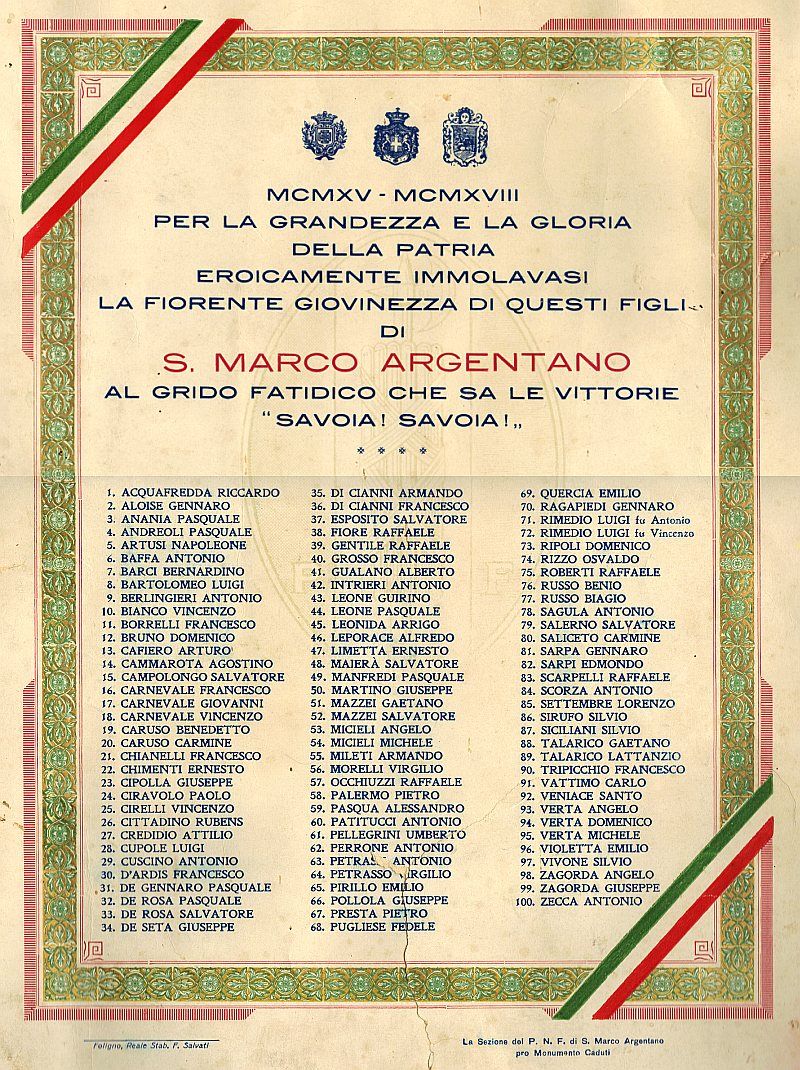 MCMXV - MCMXVIII
PER LA GRANDEZZA E LA GLORIA
DELLA PATRIA
EROICAMENTE IMMOLAVASI
LA FIORENTE GIOVINEZZA DI QUESTI FIGLI
DI
S. MARCO ARGENTANO
AL GRIDO FATIDICO CHE SA LE VITTORIE
“SAVOIA! SAVOIA!„
1. ACQUAFREDDA RICCARDO
2. ALOISE GENNARO
3. ANANIA PASQUALE
4. ANDREOLI PASQUALE
5. ARTUSI NAPOLEONE
6. BAFFA ANTONIO
7. BARCI BERNARDINO
8. BARTOLOMEO LUIGI
9. BERLINGIERI ANTONIO
10. BIANCO VINCENZO
11. BORRELLI FRANCESCO
12. BRUNO DOMENICO
13. CAFIERO ARTURO
14. CAMMAROTA AGOSTINO
15. CAMPOLONGO SALVATORE
16. CARNEVALE FRANCESCO
17. CARNEVALE GIOVANNI
18. CARNEVALE VINCENZO
19. CARUSO BENEDETTO
20. CARUSO CARMINE
21. CHIANELLI FRANCESCO
22. CHIMENTI ERNESTO
23. CIPOLLA GIUSEPPE
24. CIRAVOLO PAOLO
25. CIRELLI VINCENZO
26. CITTADINO RUBENS
27. CREDIDIO ATTILIO
28. CUPOLE LUIGI
29. CUSCINO ANTONIO
30. D'ARDIS FRANCESCO
31. DE GENNARO PASQUALE
32. DE ROSA PASQUALE
33. DE ROSA SALVATORE
34. DE SETA GIUSEPPE
35. DI CIANNI ARMANDO
36. DI CIANNI FRANCESCO
37. ESPOSITO SALVATORE
38. FIORE RAFFAELE
39. GENTILE RAFFAELE
40. GROSSO FRANCESCO
41. GUALANO ALBERTO
42. INTRIERI ANTONIO
43. LEONE GUIRINO
44. LEONE PASQUALE
45. LEONIDA ARRIGO
46. LEPORACE ALFREDO
47. LIMETTA ERNESTO
48. MAIERÀ SALVATORE
49. MANFREDI PASQUALE
50. MARTINO GIUSEPPE
51. MAZZEI GAETANO
52. MAZZEI SALVATORE
53. MICIELI ANGELO
54. MICIELI MICHELE
55. MILETI ARMANDO
56. MORELLI VIRGILIO
57. OCCHIUZZI RAFFAELE
58. PALERMO PIETRO
59. PASQUA ALESSANDRO
60. PATITUCCI ANTONIO
61. PELLEGRINI UMBERTO
62. PERRONE ANTONIO
63. ANTONIO
64. PETRASSO VIRGILIO
65. PIRILLO EMILIO
66. POLLOLA GIUSEPPE
67. PRESTA PIETRO
68. PUGLIESE FEDELE
69. QUERCIA EMILIO
70. RAGAPIEDI GENNARO
71. RIMEDIO LUIGI fu Antonio
72. RIMEDIO LUIGI fu Vincenzo
73. RIPOLI DOMENICO
74. RIZZO OSVALDO
75. ROBERTI RAFFAELE
76. RUSSO BENIO
77. RUSSO BIAGIO
78. SAGULA ANTONIO
79. SALERNO SALVATORE
80. SALICETO CARMINE
81. SARPA GENNARO
82. SARPI EDMONDO
83. SCARPELLI RAFFAELE
84. SCORZA ANTONIO
85. SETTEMBRE LORENZO
86. SIRUFO SILVIO
87. SICILIANI SILVIO
88. TALARICO GAETANO
89. TALARICO LATTANZIO
90. TRIPICCHIO FRANCESCO
91. VATTIMO CARLO
92. VENIACE SANTO
93. VERTA ANGELO
94. VERTA DOMENICO
95. VERTA MICHELE
96. VIOLETTA EMILIO
97. VIVONE SILVIO
98. ZAGORDA ANGELO
99. ZAGORDA GIUSEPPE
100. ZECCA ANTONIO
Foligno, Reale Stab. F. Salvati
La Sezione del P. N. F. di S. Marco Argentano
pro Monumento Caduti